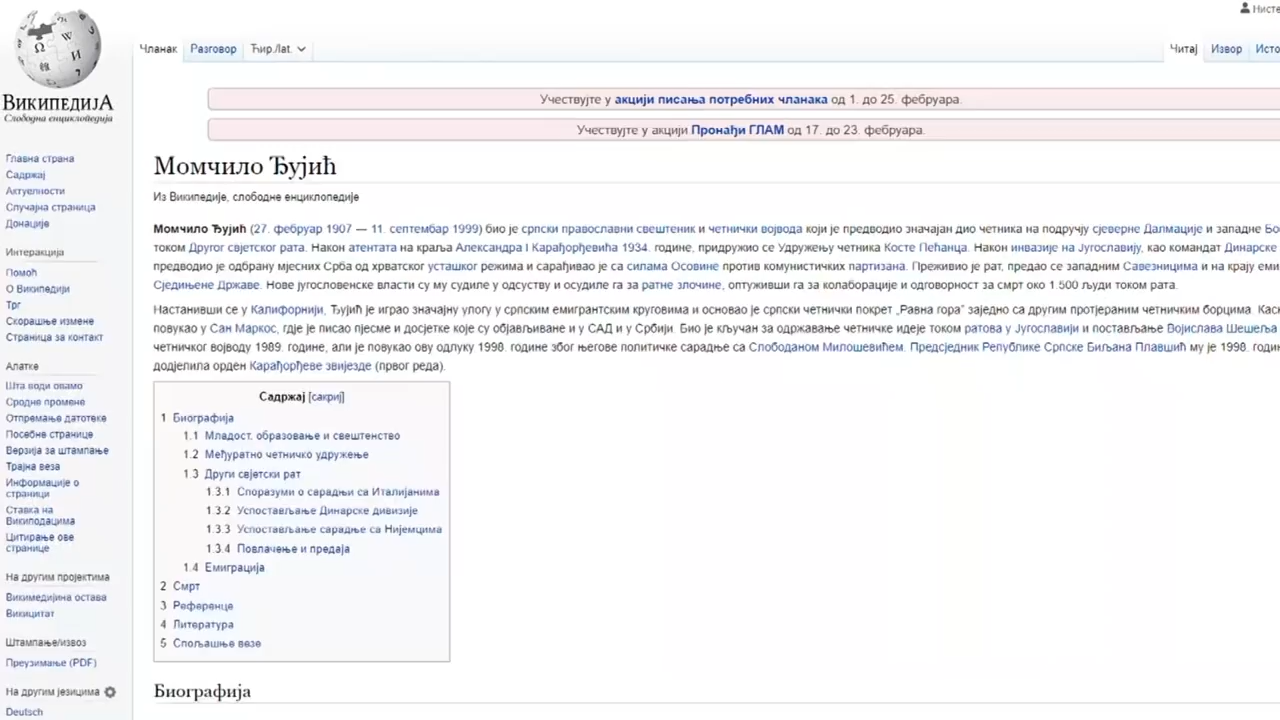 Нисте
Чланак Разговор Ћир./lat. Читај Извор Исто
ВикипедијА
Слободна енциклопедија
Учествујте у акцији писања потребних чланака од 1. до 25. фебруара.
Учествујте у акцији Пронађи ГЛАМ од 17. до 23. фебруара.
Главна страна
Садржај
Актуелности
Случајна страница
Донације
Интеракција
Помоћ
О Википедији
Трг
Скорашње измене
Страница за контакт
Алатке
Шта води овамо
Сродне промене
Отпремање датотеке
Посебне странице
Верзија за штампање
Трајна веза
Информације о
страници
Ставка на
Википодацима
Цитирање ове
странице
На другим пројектима
Викимедијина остава
Викицитат
Штампање/извоз
Преузимање (PDF)
На другим језицима
Deutsch
Момчило Ђујић
Из Википедије, слободне енциклопедије
Момчило Ђујић (27. фебруар 1907 — 11. септембар 1999) био је српски православни свештеник и четнички војвода који је предводио значајан дио четника на подручју сјеверне Далмације и западне Бо
током Другог свјетског рата. Након атентата на краља Александра I Карађорђевића 1934. године, придружио се Удружењу четника Косте Пећанца. Након инвазије на Југославију, као командант Динарске
предводио је одбрану мјесних Срба од хрватског усташког режима и сарађивао је са силама Осовине против комунистичких партизана. Преживио је рат, предао се западним Савезницима и на крају еми
Сједињене Државе. Нове југословенске власти су му судиле у одсуству и осудиле га за ратне злочине, оптуживши га за колаборације и одговорност за смрт око 1.500 људи током рата.
Настанивши се у Калифорнији, Ђујић је играо значајну улогу у српским емигрантским круговима и основао је српски четнички покрет „Равна гора“ заједно са другим протјераним четничким борцима. Кас
повукао у Сан Маркос, гдје је писао пјесме и досјетке које су објављиване и у САД и у Србији. Био је кључан за одржавање четничке идеје током ратова у Југославији и постављање Војислава Шешеља
четничког војводу 1989. године, али је повукао ову одлуку 1998. године због његове политичке сарадње са Слободаном Милошевићем. Предсједник Републике Српске Биљана Плавшић му је 1998. годин
додјелила орден Карађорђеве звијезде (првог реда).
Садржај [сакриј]
1 Биографија
1.1 Младост, образовање и свештенство
1.2 Међуратно четничко удружење
1.3 Други свјетски рат
1.3.1 Споразуми о сарадњи са Италијанима
1.3.2 Успостављање Динарске дивизије
1.3.3 Успостављање сарадње са Нијемцима
1.3.4 Повлачење и предаја
1.4 Емиграција
2 Смрт
3 Референце
4 Литература
5 Спољашње везе
Биографија